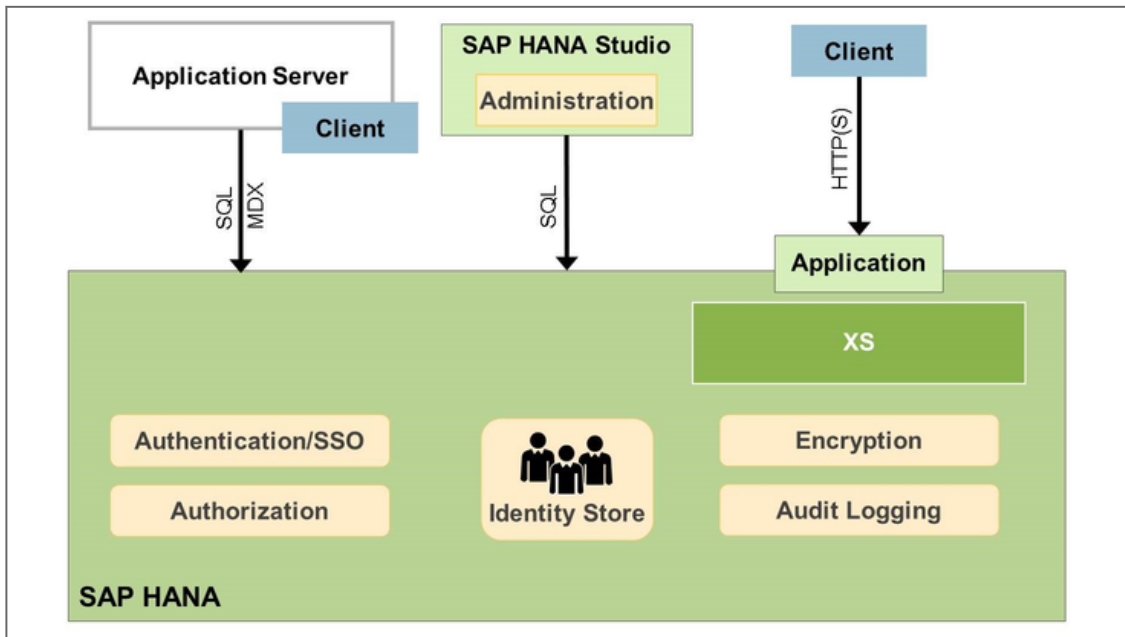 Application Server
Client
SAP HANA Studio
Administration
Client
SQL
MDX
SQL
HTTP(S)
Application
XS
Authentication/SSO
Authorization
Identity Store
Encryption
Audit Logging
SAP HANA